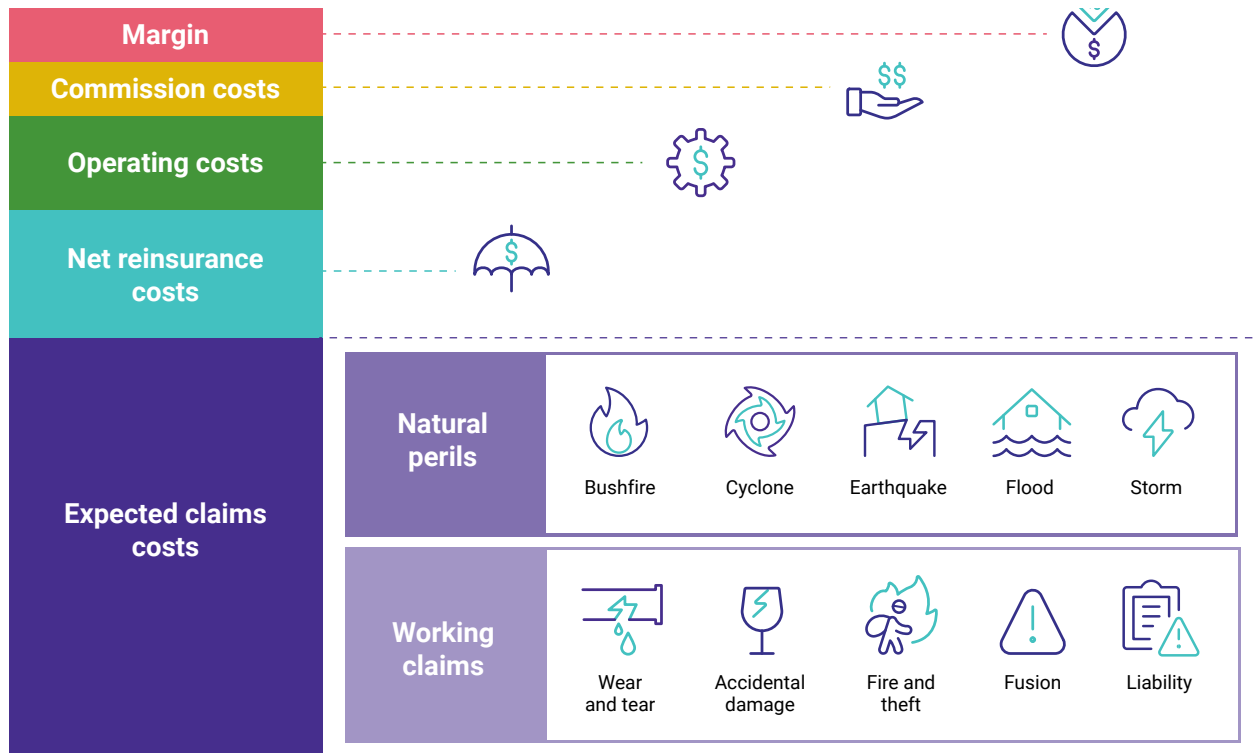 Margin
$
Commission costs
$$
Operating costs
$
Net reinsurance
costs
$
Expected claims
costs
Natural
perils
Bushfire
Cyclone
Earthquake
Flood
Storm
Working
claims
Wear
and tear
Accidental
damage
Fire and
theft
Fusion
Liability